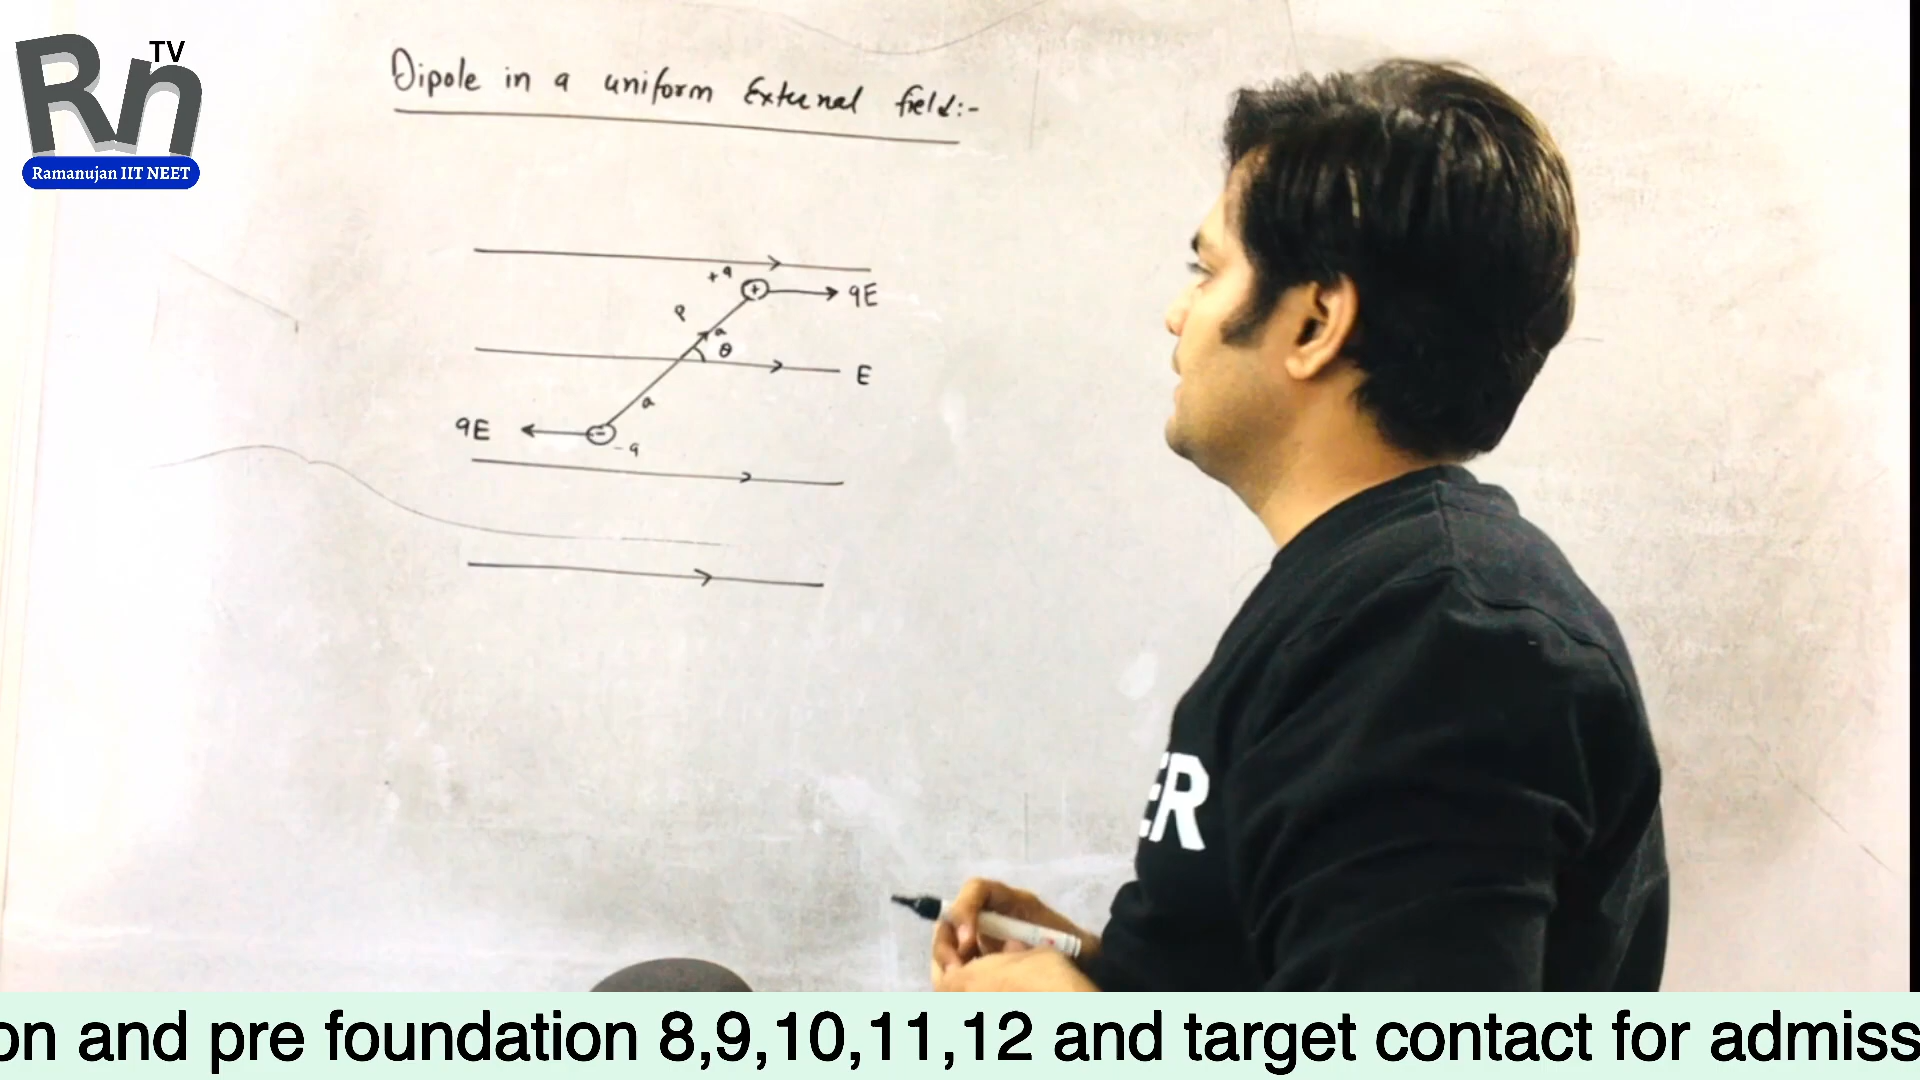 TV
Rn
Ramanujan IIT NEET
Dipole in a uniform External field:-
+q
+
qE
P
a
θ
E
a
qE
-
-q
ER
on and pre foundation 8,9,10,11,12 and target contact for admiss